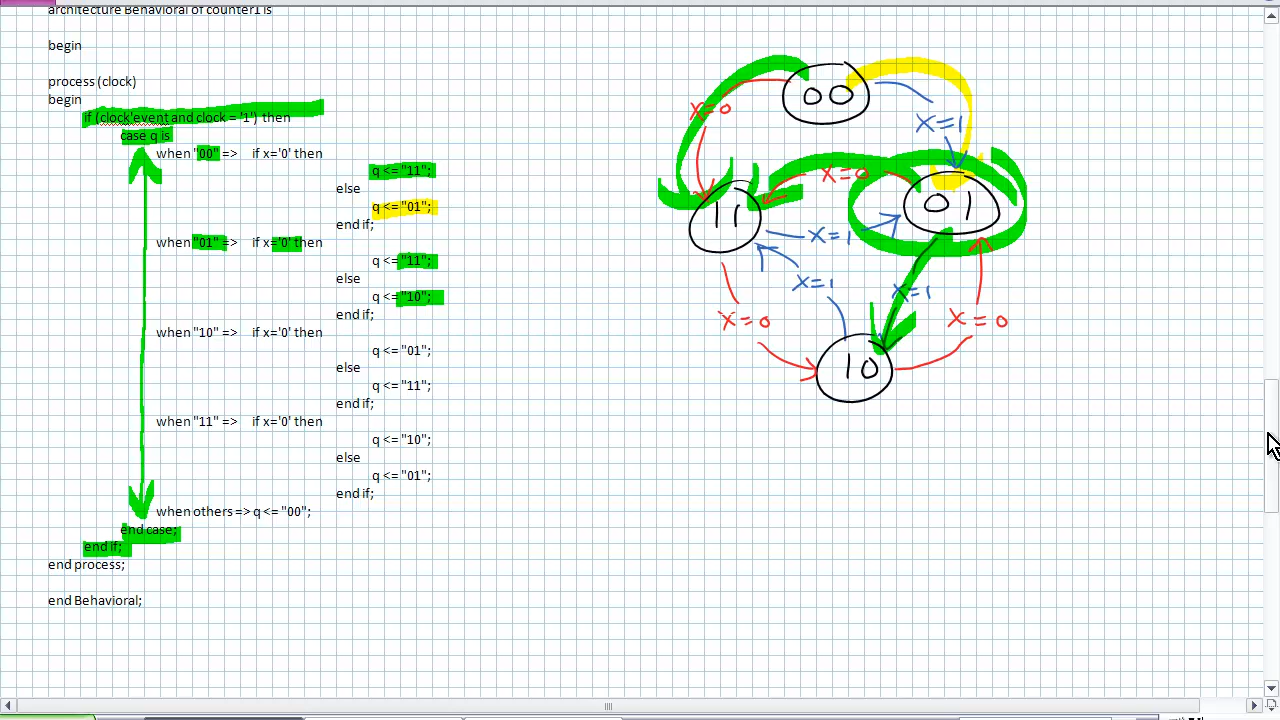 architecture Behavioral of counter1 is
begin
process (clock)
begin
if (clock'event and clock = '1') then
case q is
when "00" => if x='0' then
q <= "11";
else
q <= "01";
end if;
when "01" => if x='0' then
q <= "11";
else
q <= "10";
end if;
when "10" => if x='0' then
q <= "01";
else
q <= "11";
end if;
when "11" => if x='0' then
q <= "10";
else
q <= "01";
end if;
when others => q <= "00";
end case;
end if;
end process;
end Behavioral;
00
x=0
x=1
x=0
11
01
x=1
x=1
x=1
x=0
x=0
10